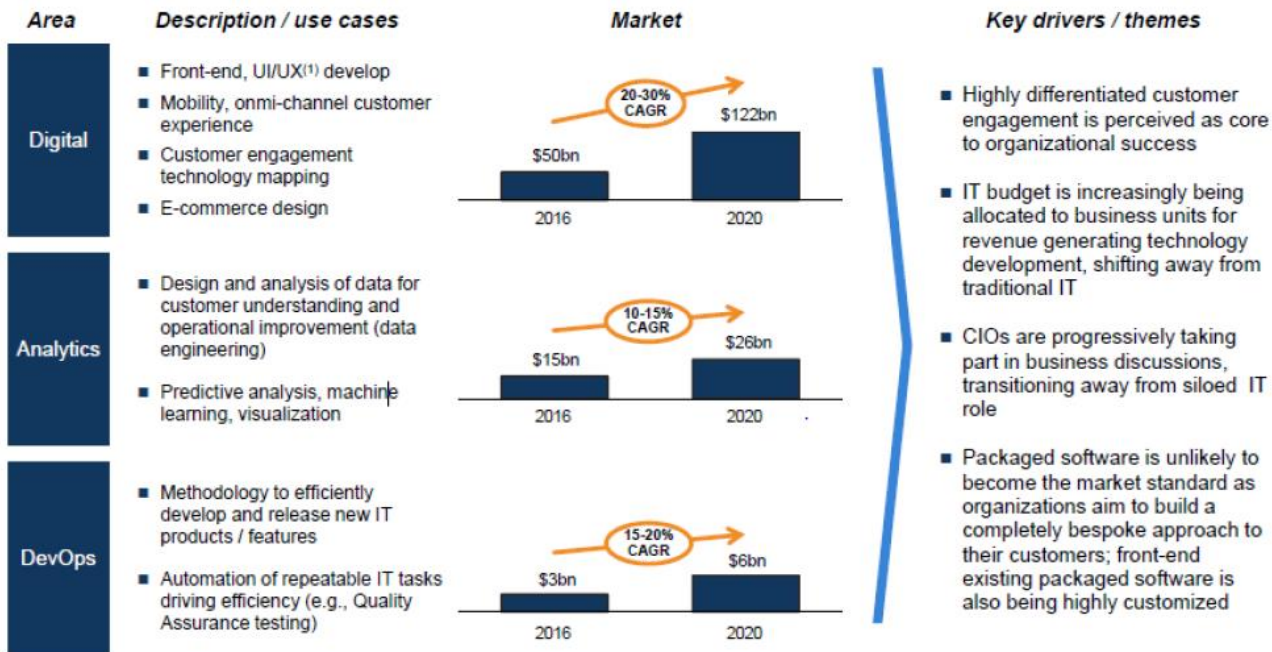 Area
Description / use cases
Market
Key drivers / themes
Digital
■ Front-end, UI/UX(1) develop
■ Mobility, onmi-channel customer
experience
■ Customer engagement
technology mapping
■ E-commerce design
20-30%
CAGR
$50bn
$122bn
2016
2020
Analytics
■ Design and analysis of data for
customer understanding and
operational improvement (data
engineering)
■ Predictive analysis, machine
learning, visualization
10-15%
CAGR
$15bn
$26bn
2016
2020
DevOps
■ Methodology to efficiently
develop and release new IT
products / features
■ Automation of repeatable IT tasks
driving efficiency (e.g., Quality
Assurance testing)
15-20%
CAGR
$3bn
$6bn
2016
2020
■ Highly differentiated customer
engagement is perceived as core
to organizational success
■ IT budget is increasingly being
allocated to business units for
revenue generating technology
development, shifting away from
traditional IT
■ CIOs are progressively taking
part in business discussions,
transitioning away from siloed IT
role
■ Packaged software is unlikely to
become the market standard as
organizations aim to build a
completely bespoke approach to
their customers; front-end
existing packaged software is
also being highly customized